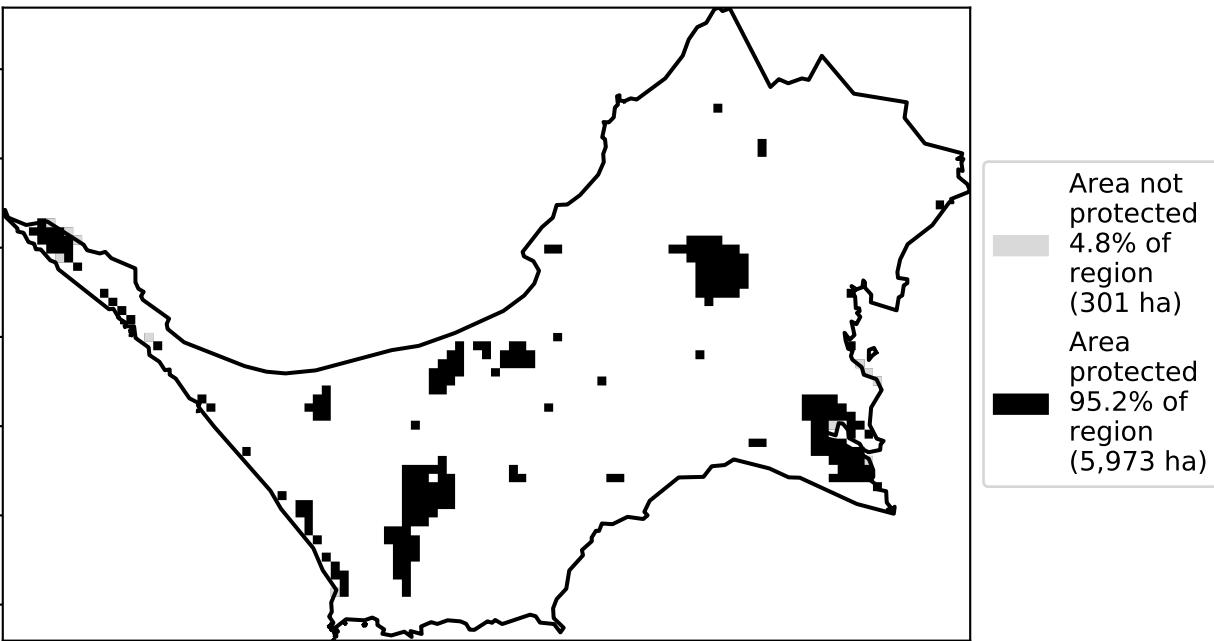 Area not
protected
4.8% of
region
(301 ha)
Area
protected
95.2% of
region
(5,973 ha)